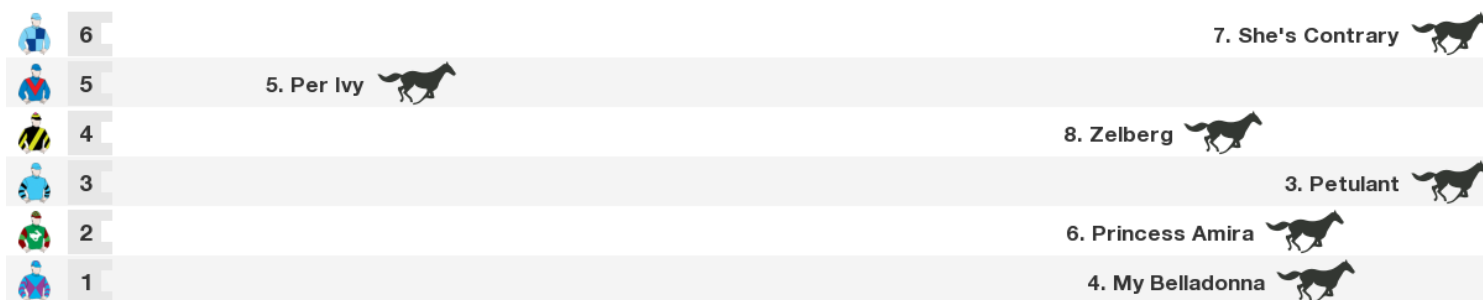 6 7. She's Contrary
5 5. Per Ivy
4 8. Zelberg
3 3. Petulant
2 6. Princess Amira
1 4. My Belladonna